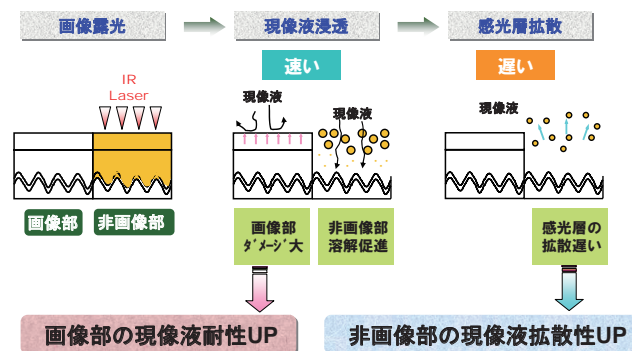 画像露光
現像液浸透
感光層拡散
速い
遅い
IR
Laser
現像液
現像液
現像液
画像部
非画像部
画像部
ダメージ大
非画像部
溶解促進
感光層の
拡散遅い
画像部の現像液耐性UP
非画像部の現像液拡散性UP